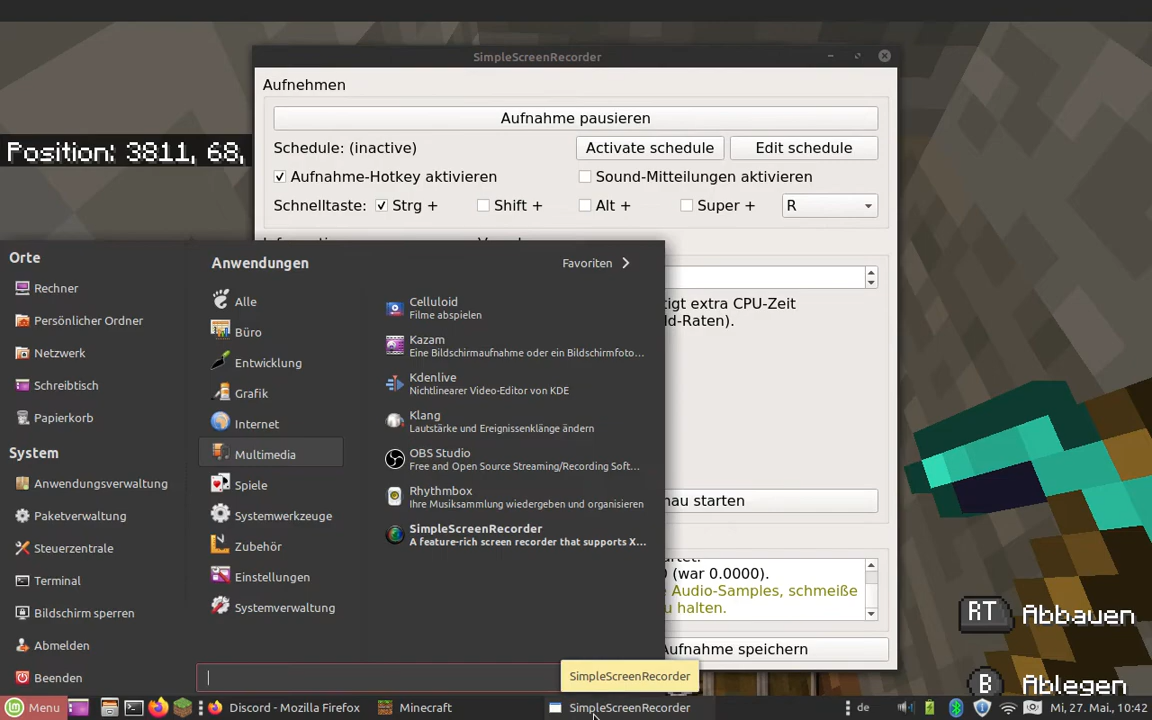 SimpleScreenRecorder
Aufnehmen
Aufnahme pausieren
Schedule: (inactive)
Activate schedule
Edit schedule
Position: 3811, 68,
Aufnahme-Hotkey aktivieren
Sound-Mitteilungen aktivieren
Schnelltaste:
Strg +
Shift +
Alt +
Super +
R
Orte
Rechner
Persönlicher Ordner
Netzwerk
Schreibtisch
Papierkorb
System
Anwendungsverwaltung
Paketverwaltung
Steuerzentrale
Terminal
Bildschirm sperren
Abmelden
Beenden
Anwendungen
Favoriten
Alle
Büro
Entwicklung
Grafik
Internet
Multimedia
Spiele
Systemwerkzeuge
Zubehör
Einstellungen
Systemverwaltung
Celluloid
Filme abspielen
Kazam
Eine Bildschirmaufnahme oder ein Bildschirmfoto...
Kdenlive
Nichtlinearer Video-Editor von KDE
Klang
Lautstärke und Ereignissenklänge ändern
OBS Studio
Free and Open Source Streaming/Recording Soft...
Rhythmbox
Ihre Musiksammlung wiedergeben und organisieren
SimpleScreenRecorder
A feature-rich screen recorder that supports X...
tigt extra CPU-Zeit
ld-Raten).
hau starten
0 (war 0.0000).
Audio-Samples, schmeiße
u halten.
Aufnahme speichern
RT Abbauen
B Ablegen
SimpleScreenRecorder
Menu
Discord - Mozilla Firefox
Minecraft
SimpleScreenRecorder
de
Mi, 27. Mai., 10:42